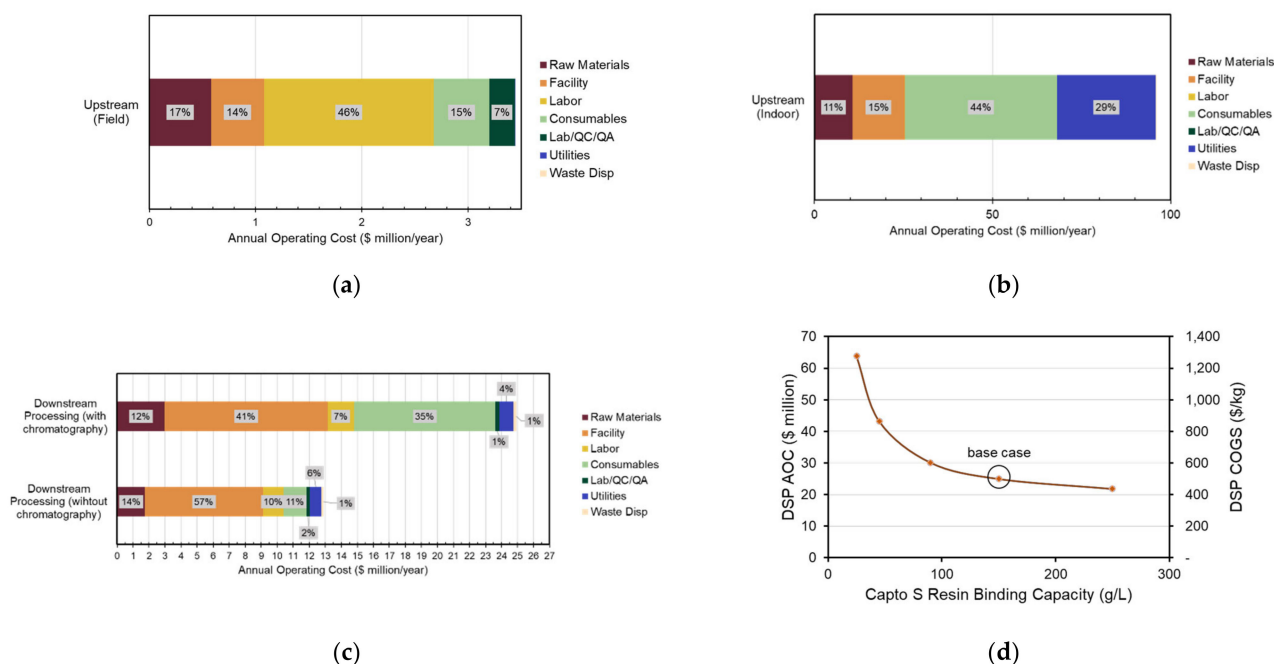 Upstream
(Field)
17%
14%
46%
15%
7%
0
1
2
3
Annual Operating Cost ($ million/year)
Raw Materials
Facility
Labor
Consumables
Lab/QC/QA
Utilities
Waste Disp
(a)
Upstream
(Indoor)
11%
15%
44%
29%
0
50
100
Annual Operating Cost ($ million/year)
Raw Materials
Facility
Labor
Consumables
Lab/QC/QA
Utilities
Waste Disp
(b)
Downstream
Processing (with
chromatography)
12%
41%
7%
35%
4%
1%
1%
Downstream
Processing (wihtout
chromatography)
14%
57%
10%
11%
6%
1%
2%
0 1 2 3 4 5 6 7 8 9 10 11 12 13 14 15 16 17 18 19 20 21 22 23 24 25 26 27
Annual Operating Cost ($ million/year)
Raw Materials
Facility
Labor
Consumables
Lab/QC/QA
Utilities
Waste Disp
(c)
DSP AOC ($ million)
70
60
50
40
30
20
10
0
base case
1,400
1,200
1,000
800
600
400
200
-
DSP COGS ($/kg)
0
100
200
300
Capto S Resin Binding Capacity (g/L)
(d)